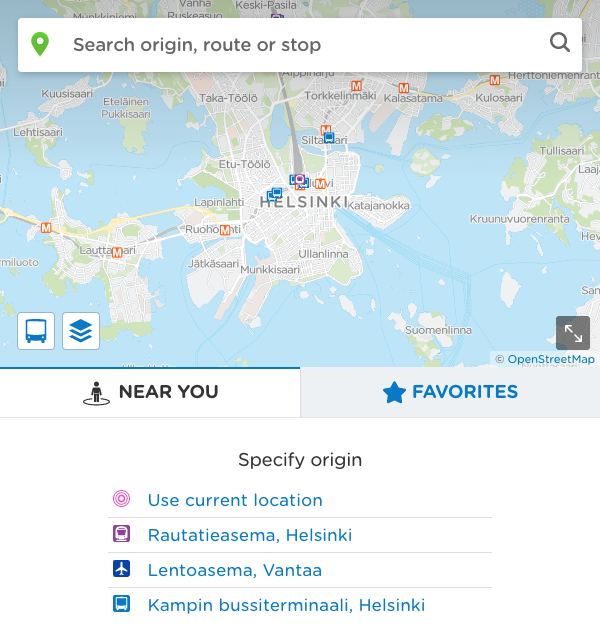 Vanha
Keski-Pasila
Munkkiniemi
Ruskeasuo
Search origin, route or stop
Alppiharju
Herttoniemenranta
Kuusisaari
Eteläinen
Pukkisaari
Taka-Töölö
Torkkelinmäki
M
M
M
Kalasatama
Kulosaari
Lehtisaari
M
Siltasaari
Tullisaari
Etu-Töölö
Laajasalo
M
HELSINKI
Lapinlahti
Katajanokka
Kruunuvuorenranta
M
Ruoholahti
M
Lauttasaari
M
Ullanlinna
Jätkäsaari
Munkkisaari
Suomenlinna
© OpenStreetMap
NEAR YOU
FAVORITES
Specify origin
Use current location
Rautatieasema, Helsinki
Lentoasema, Vantaa
Kampin bussiterminaali, Helsinki